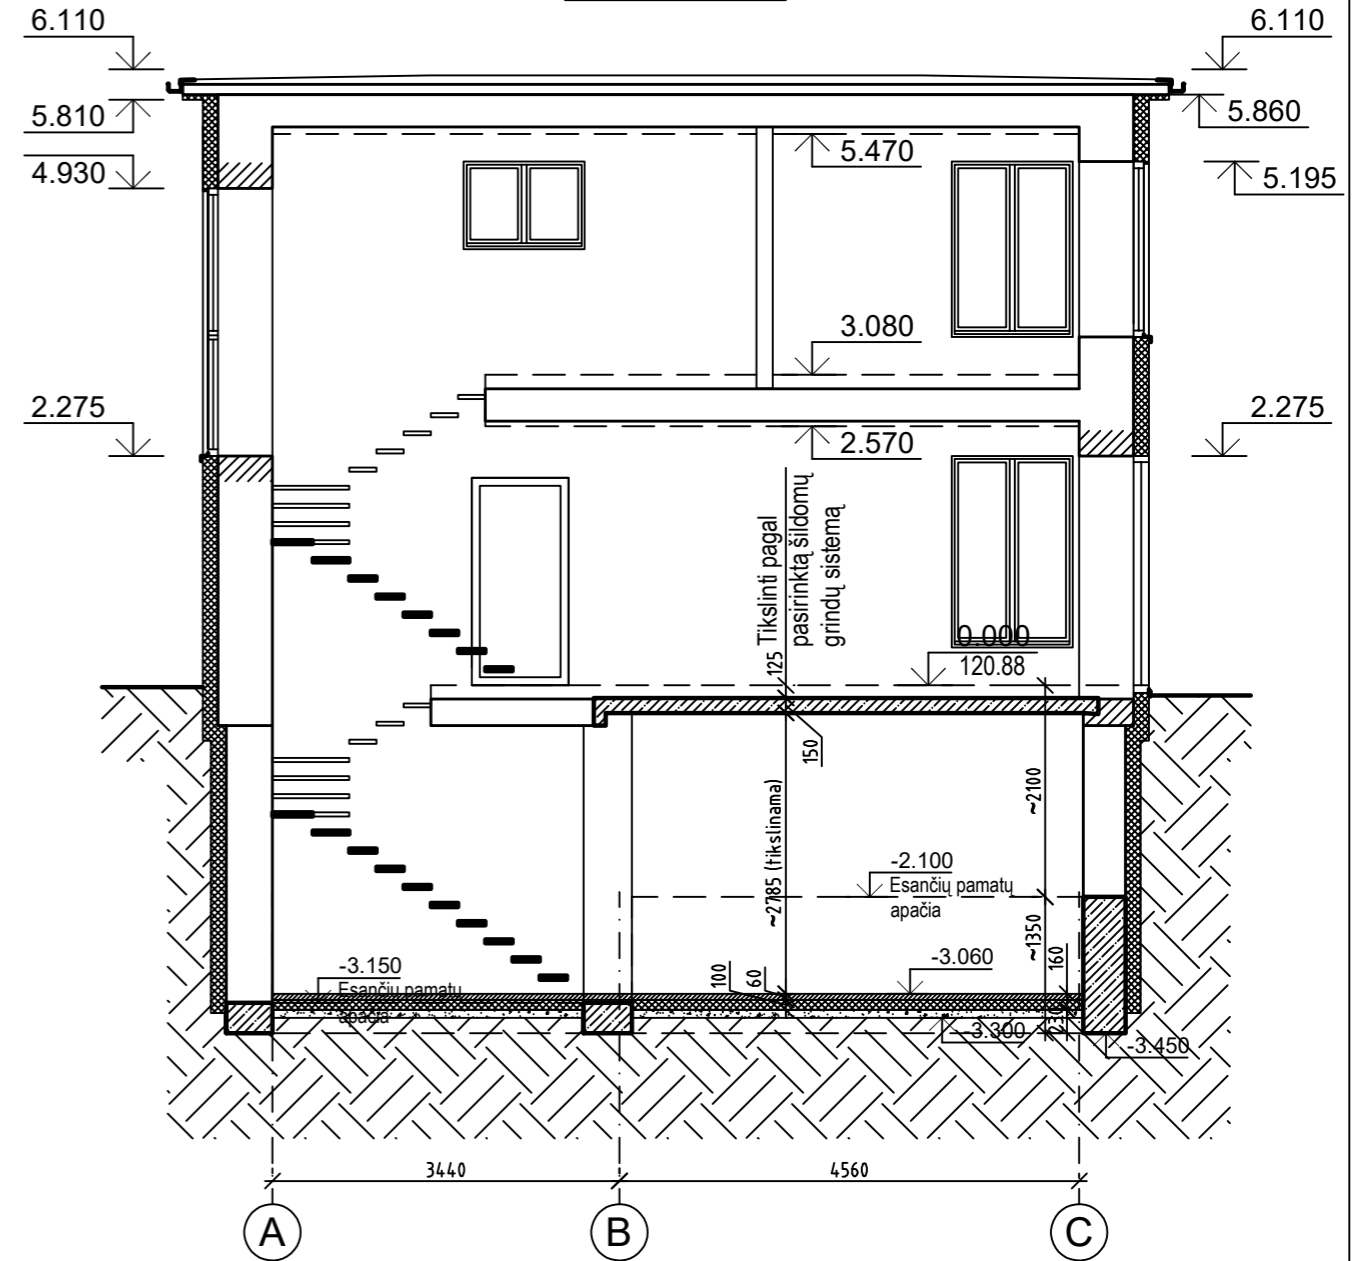 6.110
6.110
5.810
5.860
4.930
5.470
5.195
3.080
2.275
2.275
2.570
Tikslinti pagal
pasirinktą šildomų
grindų sistemą
125
0.000
120.88
150
~2785 (tikslinama)
~2100
-2.100
Esančių pamatų
apačia
~1350
160
-3.150
Esančių pamatų
apačia
100
60
-3.060
230
-3.300
-3.450
3440
4560
A
B
C